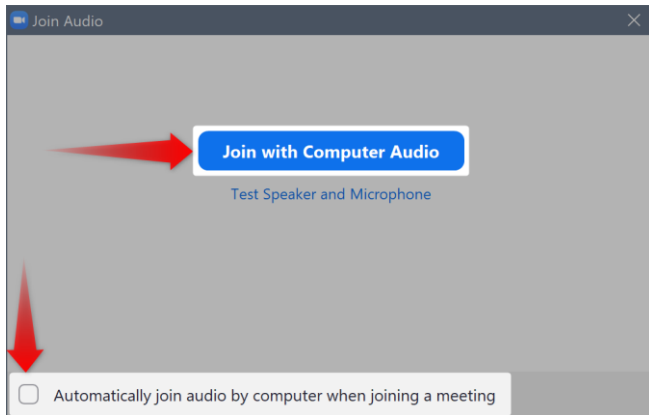 Join Audio
Join with Computer Audio
Test Speaker and Microphone
Automatically join audio by computer when joining a meeting